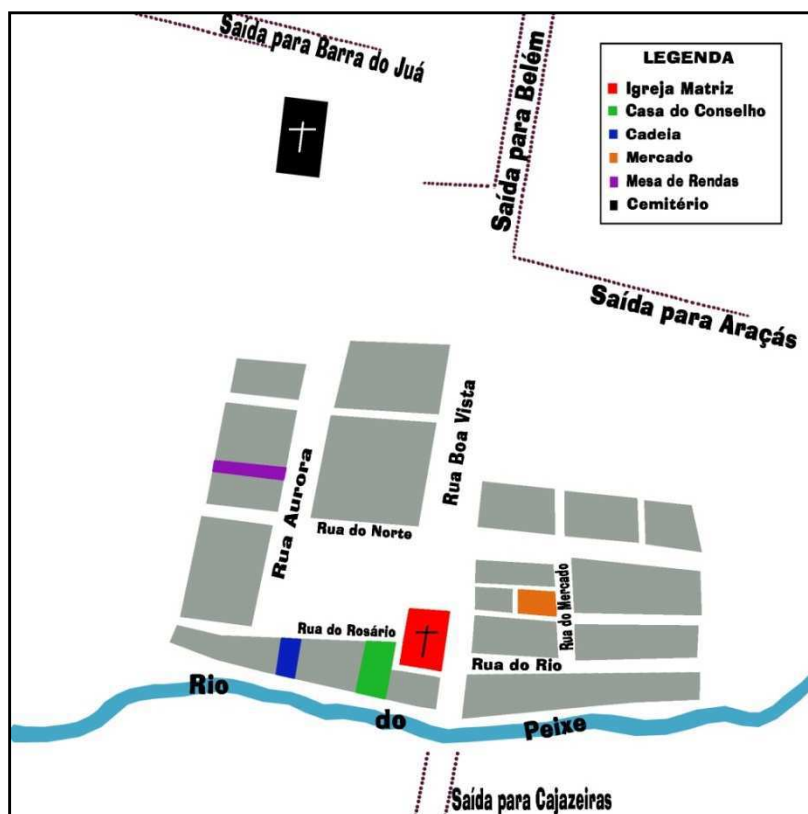 Saída para Barra do Juá
Saída para Belém
LEGENDA
Igreja Matriz
Casa do Conselho
Cadeia
Mercado
Mesa de Rendas
Cemitério
Saída para Araçás
Rua Boa Vista
Rua Aurora
Rua do Norte
Rua do Mercado
Rua do Rosário
Rua do Rio
Rio do Peixe
Saída para Cajazeiras